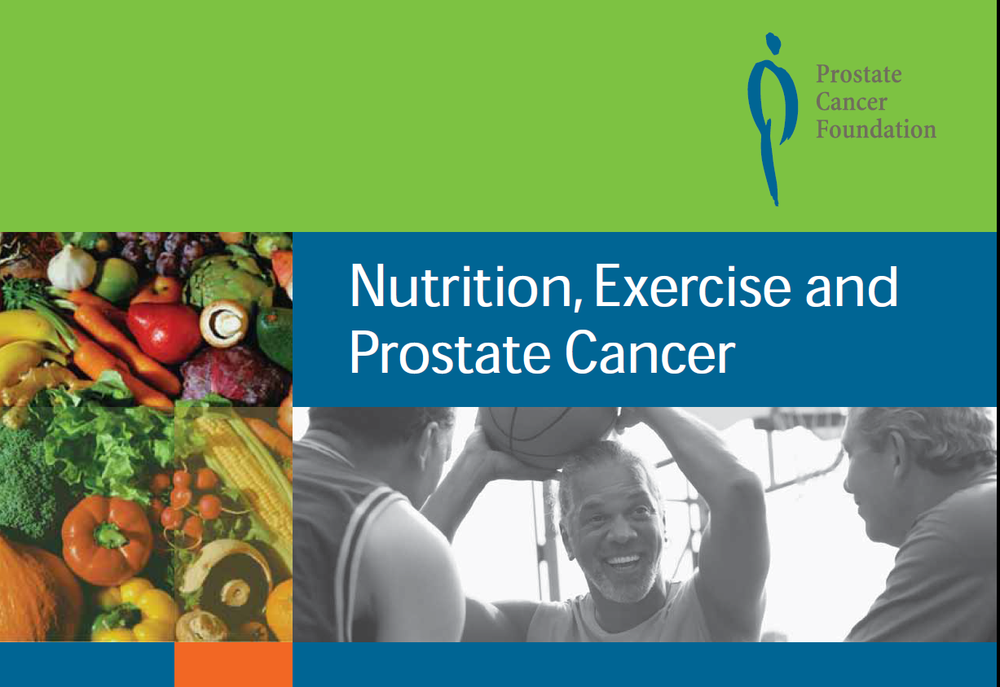 Prostate
Cancer
Foundation
Nutrition, Exercise and
Prostate Cancer